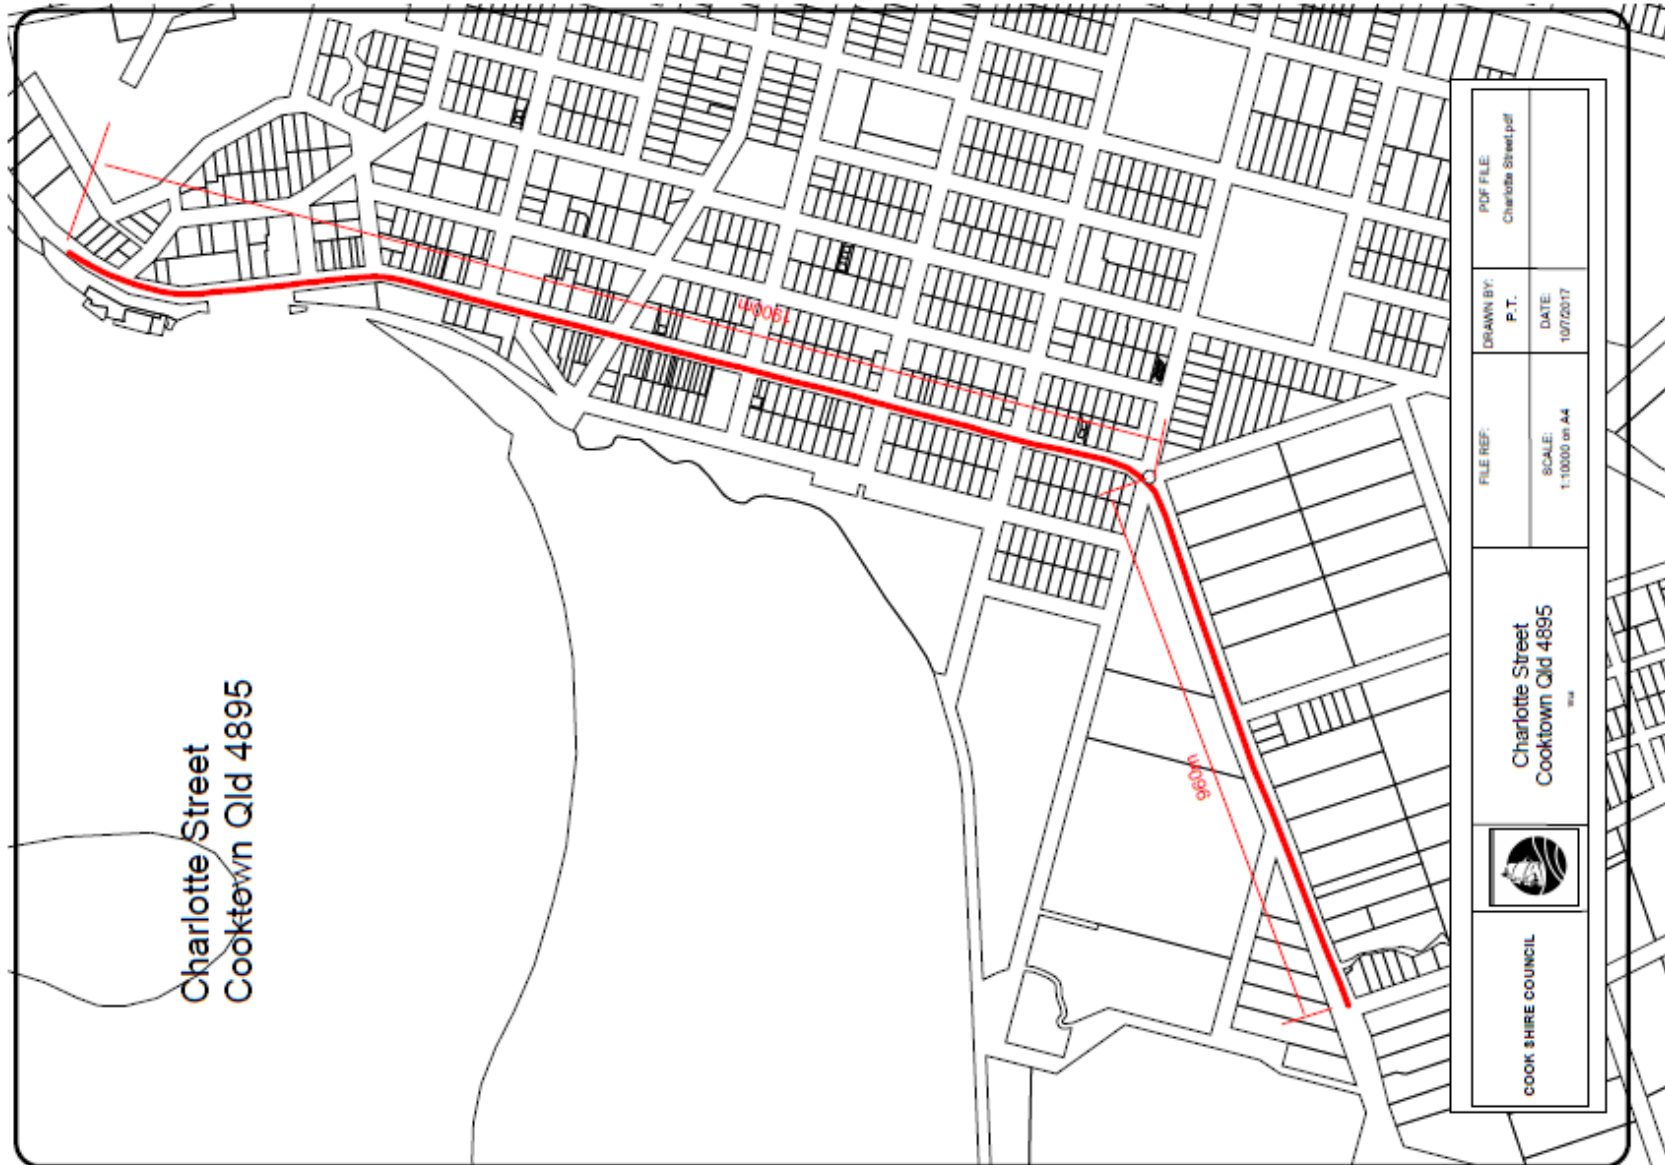 Charlotte Street
Cooktown Qld 4895
1900m
960m
COOK SHIRE COUNCIL
Charlotte Street
Cooktown Qld 4895
FILE REF:
SCALE:
1:10000 on A4
DRAWN BY:
P.T.
DATE:
10/7/2017
PDF FILE:
Charlotte Street.pdf